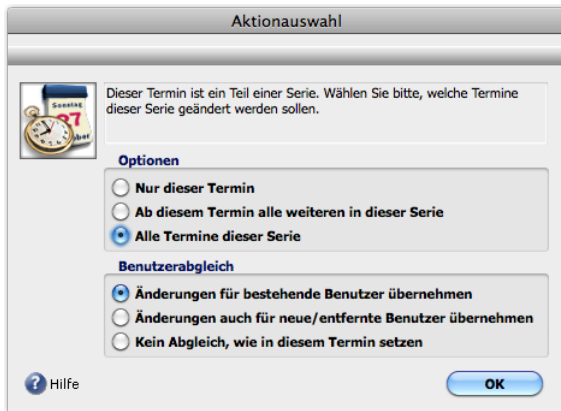 Aktionauswahl
Dieser Termin ist ein Teil einer Serie. Wählen Sie bitte, welche Termine
dieser Serie geändert werden sollen.
Sonntag
27
Optionen
Nur dieser Termin
Ab diesem Termin alle weiteren in dieser Serie
Alle Termine dieser Serie
Benutzerabgleich
Änderungen für bestehende Benutzer übernehmen
Änderungen auch für neue/entfernte Benutzer übernehmen
Kein Abgleich, wie in diesem Termin setzen
? Hilfe
OK